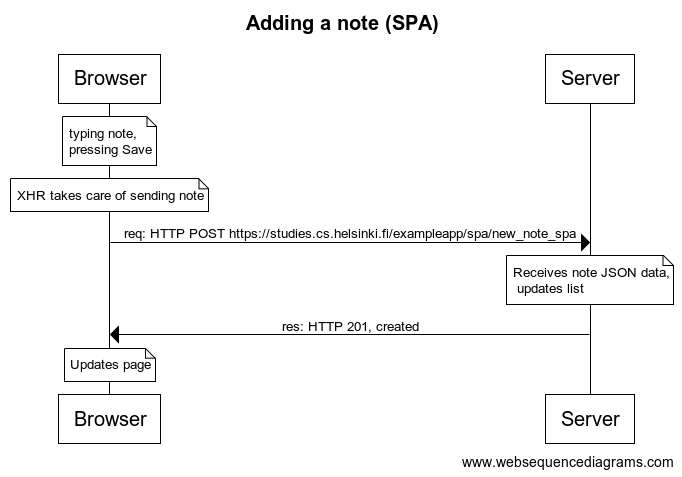 Adding a note (SPA)
Browser
Server
typing note,
pressing Save
XHR takes care of sending note
req: HTTP POST https://studies.cs.helsinki.fi/exampleapp/spa/new_note_spa
Receives note JSON data,
updates list
res: HTTP 201, created
Updates page
Browser
Server
www.websequencediagrams.com